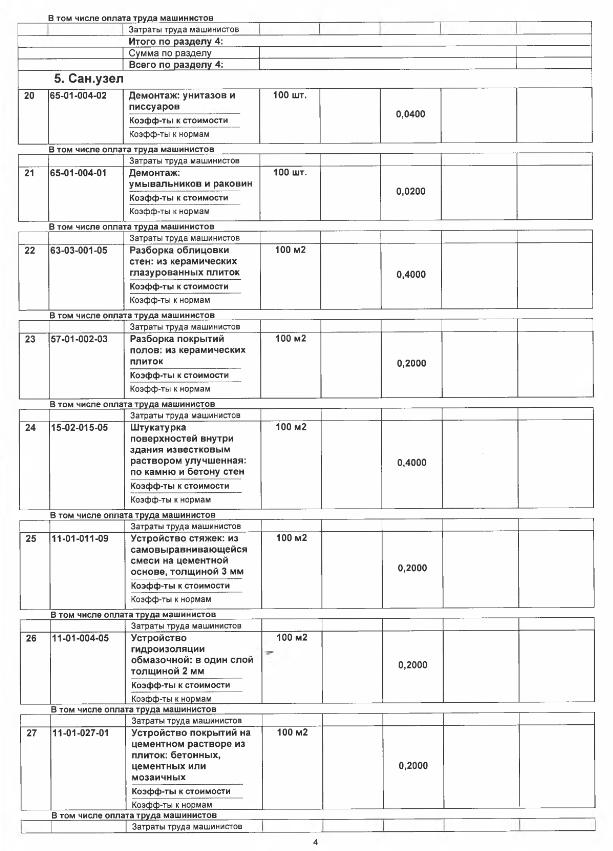 В том числе оплата труда машинистов
Затраты труда машинистов
Итого по разделу 4:
Сумма по разделу
Всего по разделу 4:
5. Сан.узел
20 65-01-004-02 Демонтаж: унитазов и 100 шт.
писсуаров
0,0400
Коэфф-ты к стоимости
Коэфф-ты к нормам
В том числе оплата труда машинистов
Затраты труда машинистов
21 65-01-004-01 Демонтаж: 100 шт.
умывальников и раковин
0,0200
Коэфф-ты к стоимости
Коэфф-ты к нормам
В том числе оплата труда машинистов
Затраты труда машинистов
22 63-03-001-05 Разборка облицовки 100 м2
стен: из керамических
глазурованных плиток
0,4000
Коэфф-ты к стоимости
Коэфф-ты к нормам
В том числе оплата труда машинистов
Затраты труда машинистов
23 57-01-002-03 Разборка покрытий 100 м2
полов: из керамических
плиток
0,2000
Коэфф-ты к стоимости
Коэфф-ты к нормам
В том числе оплата труда машинистов
Затраты труда машинистов
24 15-02-015-05 Штукатурка 100 м2
поверхностей внутри
здания известковым
раствором улучшенная:
0,4000
по камню и бетону стен
Коэфф-ты к стоимости
Коэфф-ты к нормам
В том числе оплата труда машинистов
Затраты труда машинистов
25 11-01-011-09 Устройство стяжек: из 100 м2
самовыравнивающейся
смеси на цементной
0,2000
основе, толщиной 3 мм
Коэфф-ты к стоимости
Коэфф-ты к нормам
В том числе оплата труда машинистов
Затраты труда машинистов
26 11-01-004-05 Устройство 100 м2
гидроизоляции
обмазочной: в один слой
0,2000
толщиной 2 мм
Коэфф-ты к стоимости
Коэфф-ты к нормам
В том числе оплата труда машинистов
Затраты труда машинистов
27 11-01-027-01 Устройство покрытий на 100 м2
цементном растворе из
плиток: бетонных,
0,2000
цементных или
мозаичных
Коэфф-ты к стоимости
Коэфф-ты к нормам
В том числе оплата труда машинистов
Затраты труда машинистов
4